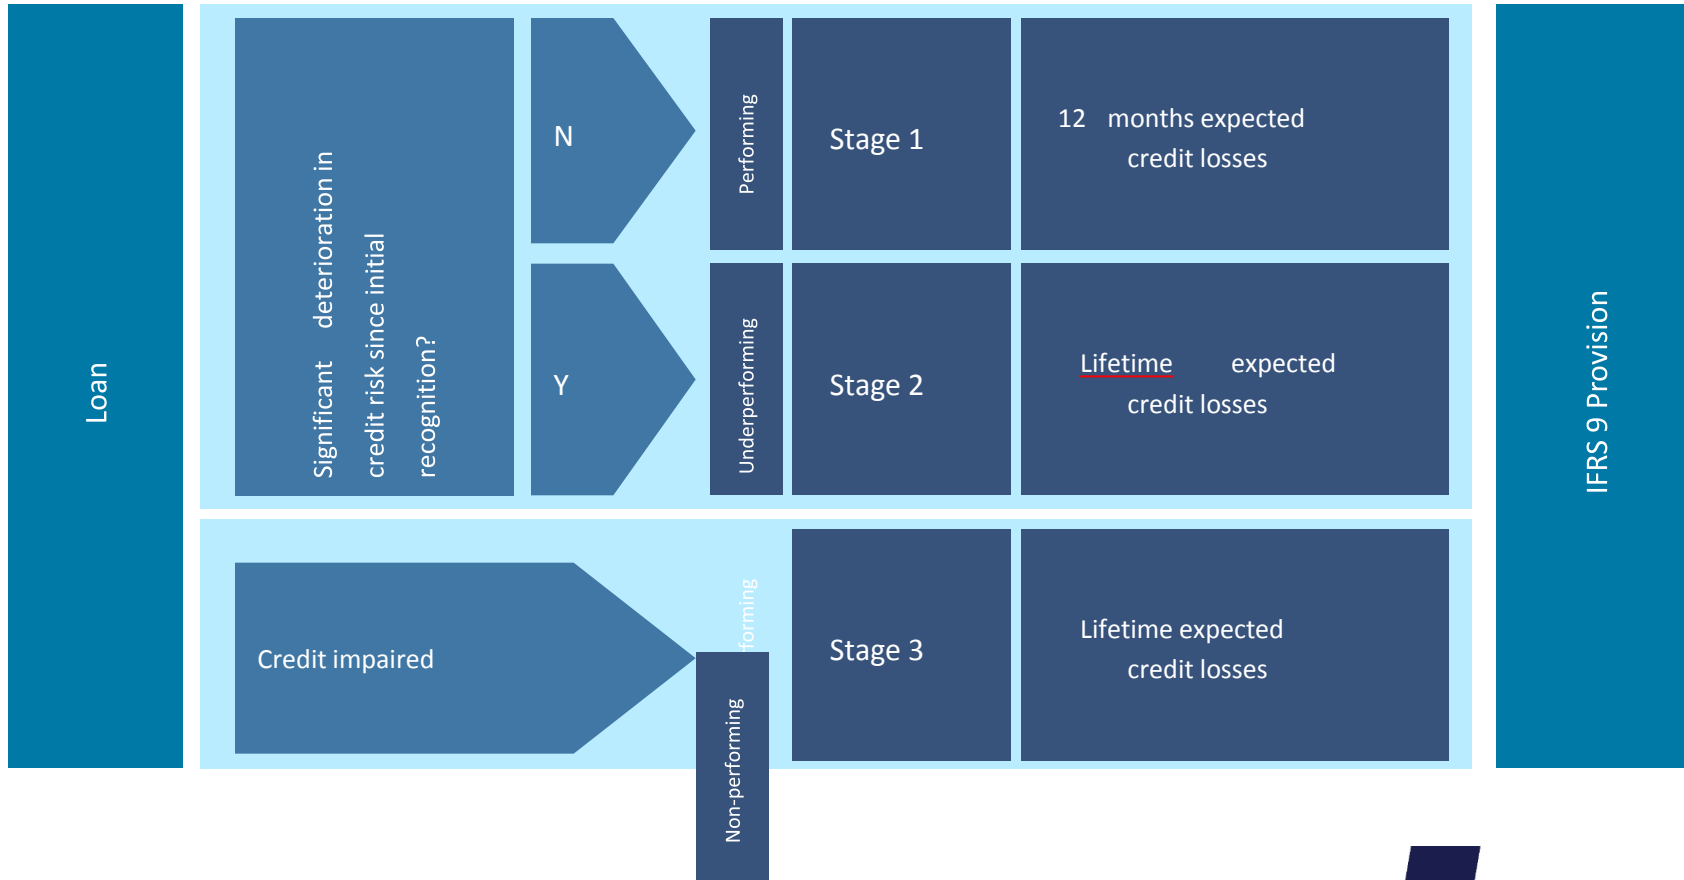 Loan
Significant deterioration in
credit risk since initial
recognition?
N
Performing
Stage 1
12 months expected
credit losses
Y
Underperforming
Stage 2
Lifetime expected
credit losses
Credit impaired
forming
Non-performing
Stage 3
Lifetime expected
credit losses
IFRS 9 Provision